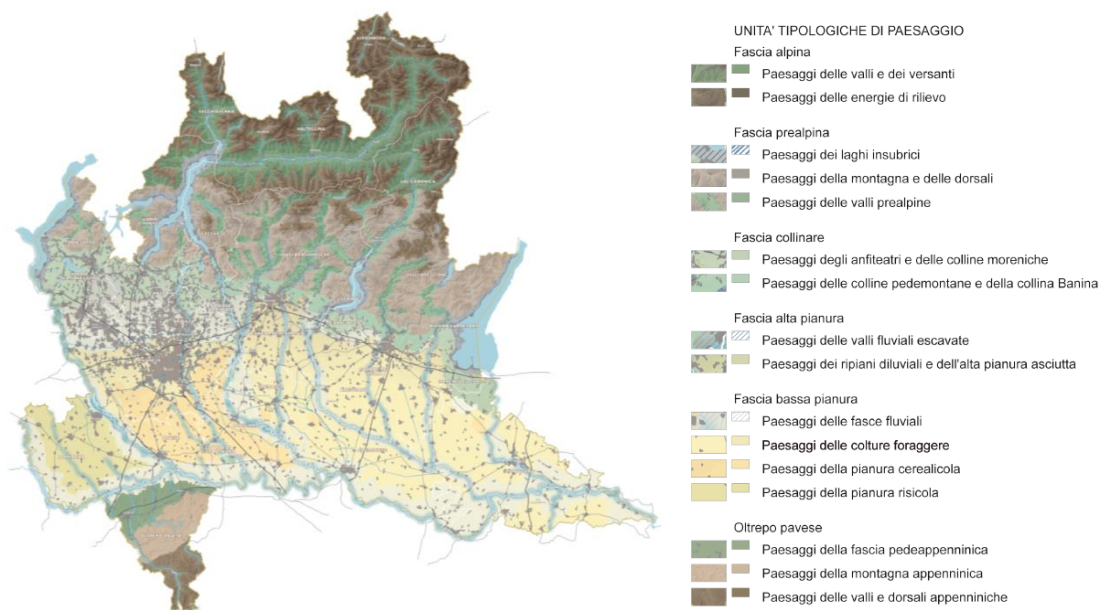 UNITA' TIPOLOGICHE DI PAESAGGIO
Fascia alpina
Paesaggi delle valli e dei versanti
Paesaggi delle energie di rilievo
Fascia prealpina
Paesaggi dei laghi insubrici
Paesaggi della montagna e delle dorsali
Paesaggi delle valli prealpine
Fascia collinare
Paesaggi degli anfiteatri e delle colline moreniche
Paesaggi delle colline pedemontane e della collina Banina
Fascia alta pianura
Paesaggi delle valli fluviali escavate
Paesaggi dei ripiani diluviali e dell'alta pianura asciutta
Fascia bassa pianura
Paesaggi delle fasce fluviali
Paesaggi delle colture foraggere
Paesaggi della pianura cerealicola
Paesaggi della pianura risicola
Oltrepo pavese
Paesaggi della fascia pedeappenninica
Paesaggi della montagna appenninica
Paesaggi delle valli e dorsali appenniniche